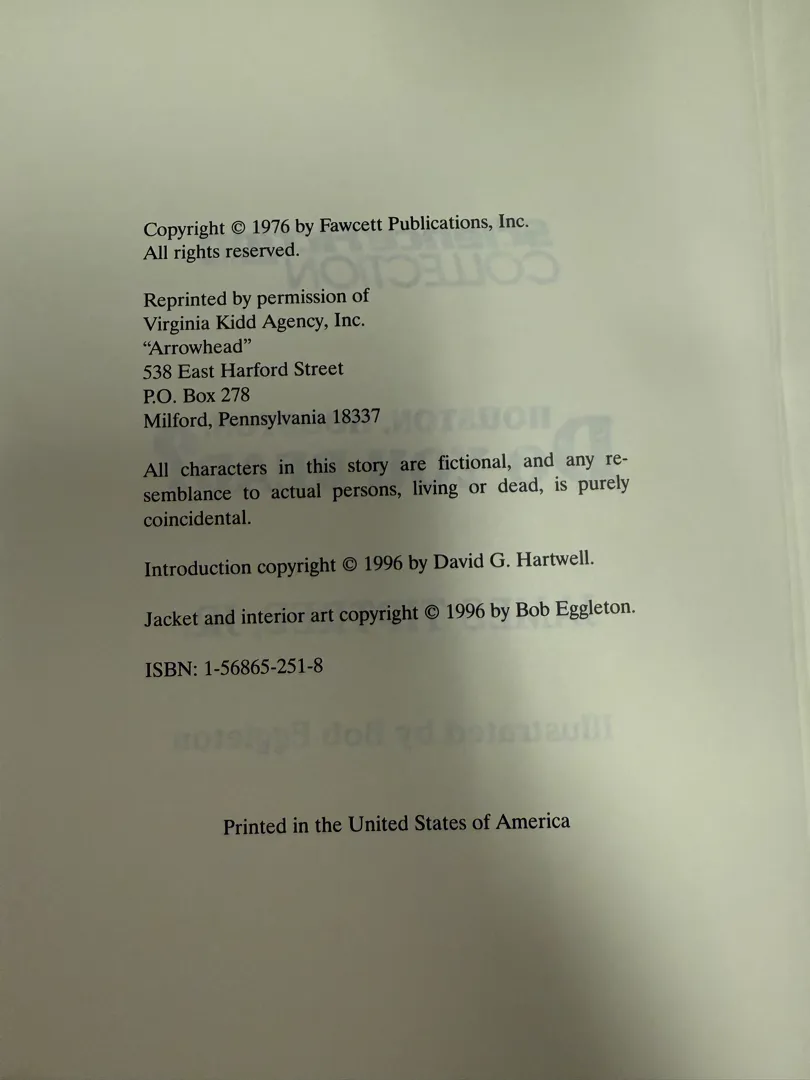 Copyright © 1976 by Fawcett Publications, Inc.
All rights reserved.
Reprinted by permission of
Virginia Kidd Agency, Inc.
“Arrowhead”
538 East Harford Street
P.O. Box 278
Milford, Pennsylvania 18337
All characters in this story are fictional, and any re-
semblance to actual persons, living or dead, is purely
coincidental.
Introduction copyright © 1996 by David G. Hartwell.
Jacket and interior art copyright © 1996 by Bob Eggleton.
ISBN: 1-56865-251-8
Printed in the United States of America